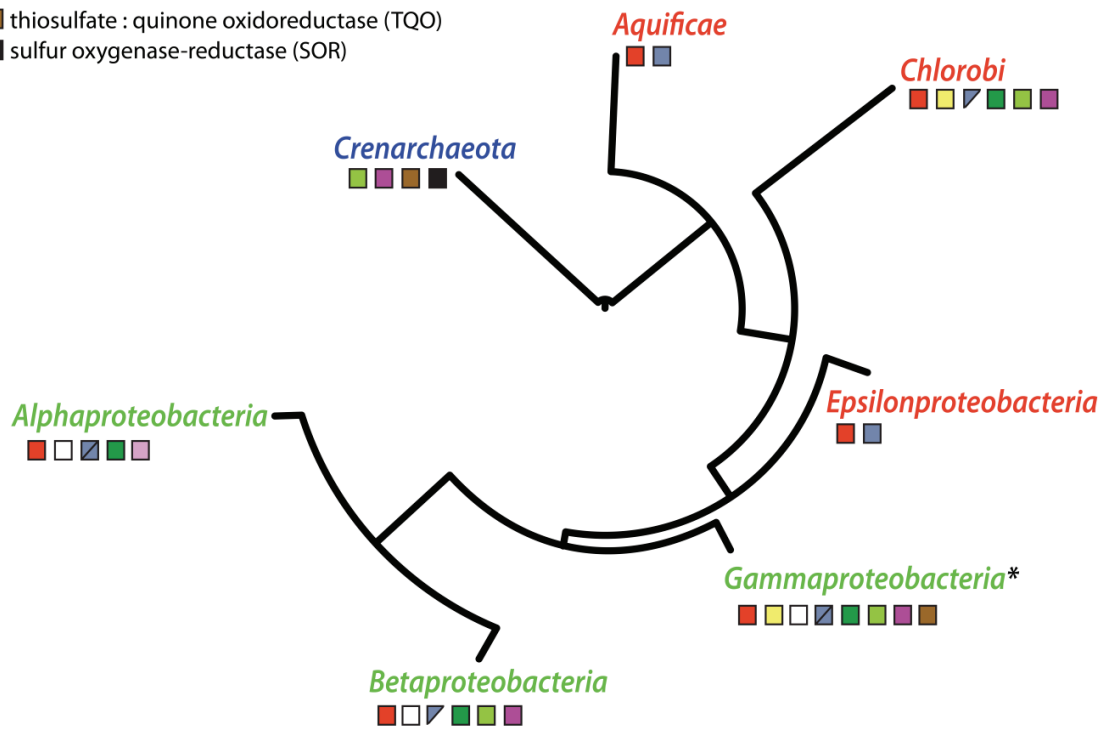 thiosulfate : quinone oxidoreductase (TQO)
sulfur oxygenase-reductase (SOR)
Aquificae
Chlorobi
Crenarchaeota
Epsilonproteobacteria
Alphaproteobacteria
Gammaproteobacteria*
Betaproteobacteria